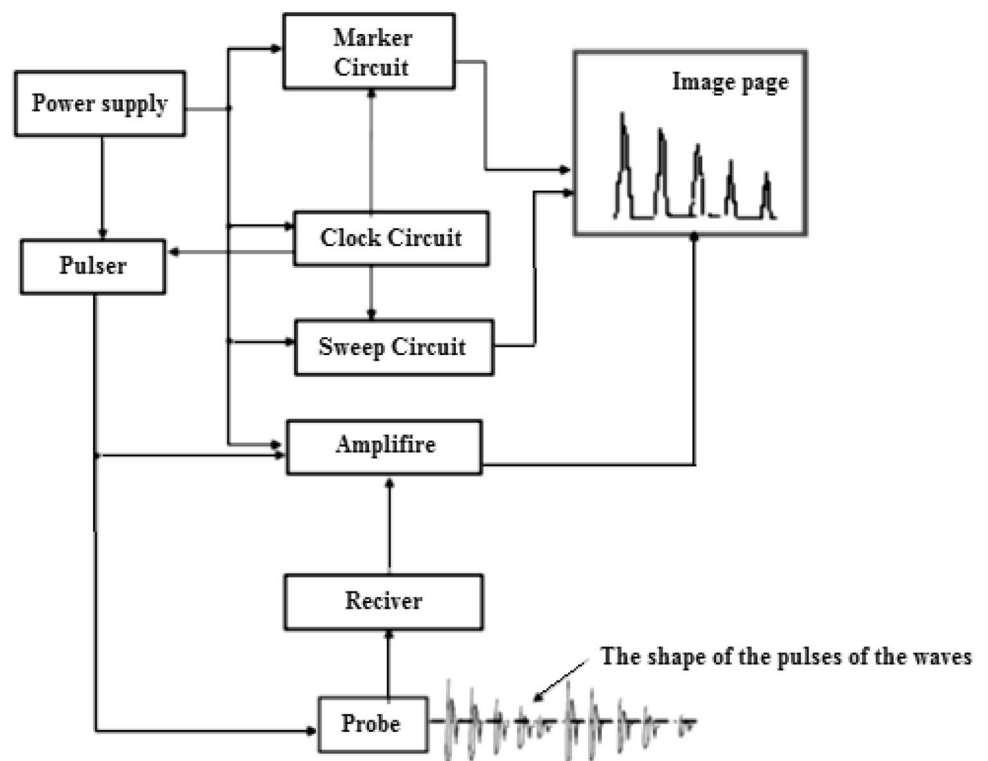 Marker
Circuit
Image page
Power supply
Clock Circuit
Pulser
Sweep Circuit
Amplifire
Reciver
The shape of the pulses of the waves
Probe